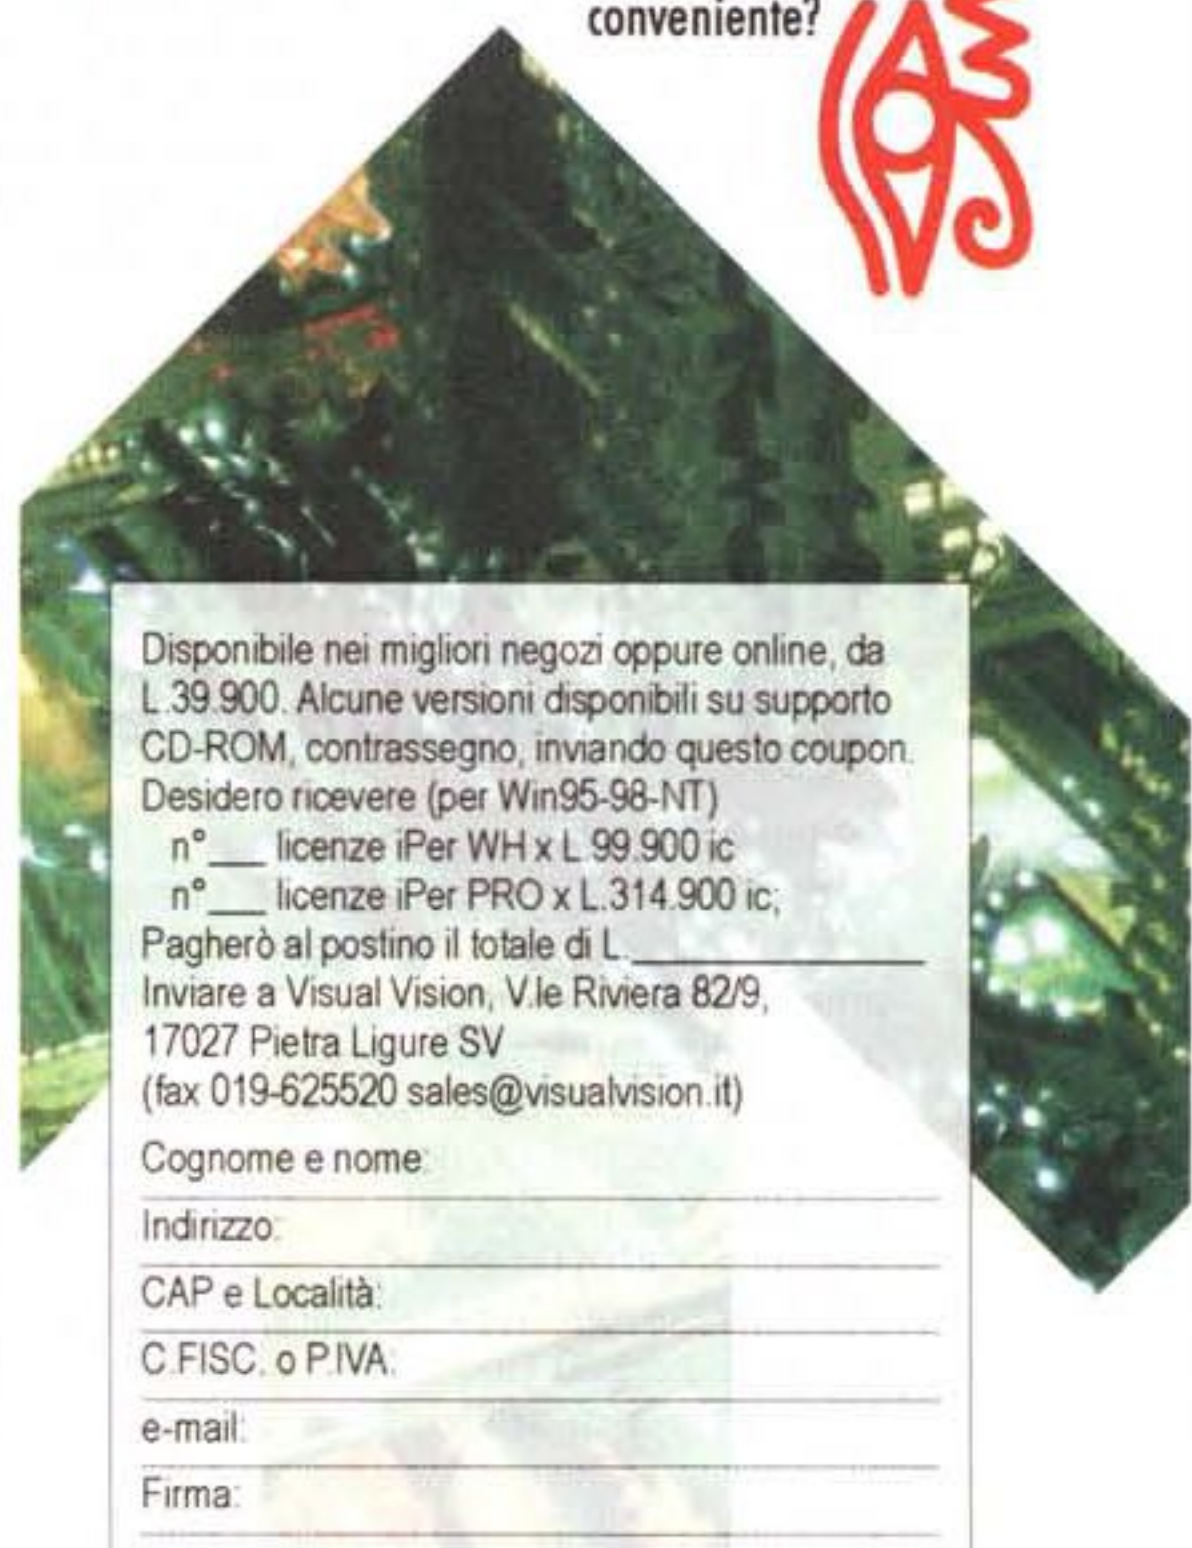 conveniente?
Disponibile nei migliori negozi oppure online, da
L.39.900. Alcune versioni disponibili su supporto
CD-ROM, contrassegno, inviando questo coupon.
Desidero ricevere (per Win95-98-NT)
n°___ licenze iPer WH x L.99.900 ic
n°___ licenze iPer PRO x L.314.900 ic;
Pagherò al postino il totale di L.________________
Inviare a Visual Vision, V.le Riviera 82/9,
17027 Pietra Ligure SV
(fax 019-625520 sales@visualvision.it)
Cognome e nome:
Indirizzo:
CAP e Località:
C.FISC. o P.IVA:
e-mail:
Firma: